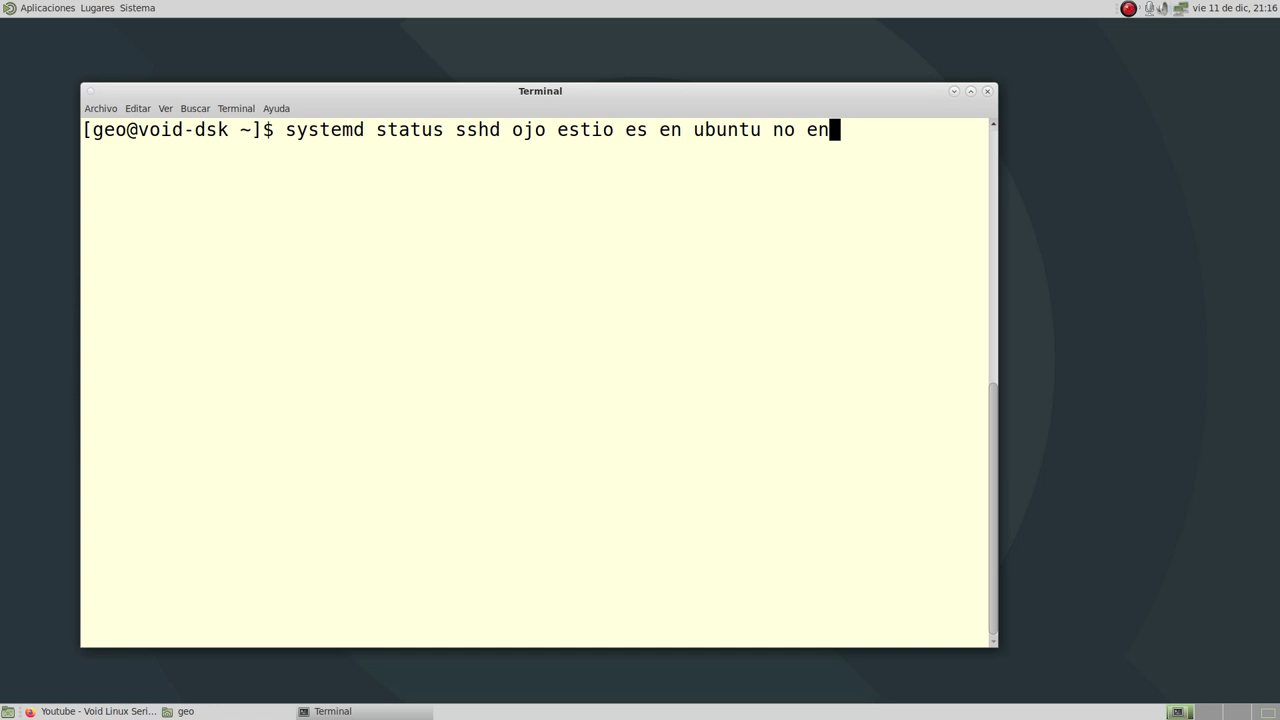 Aplicaciones Lugares Sistema
vie 11 de dic, 21:16
Terminal
Archivo Editar Ver Buscar Terminal Ayuda
[geo@void-dsk ~]$ systemd status sshd ojo estio es en ubuntu no en
Youtube - Void Linux Seri...
geo
Terminal